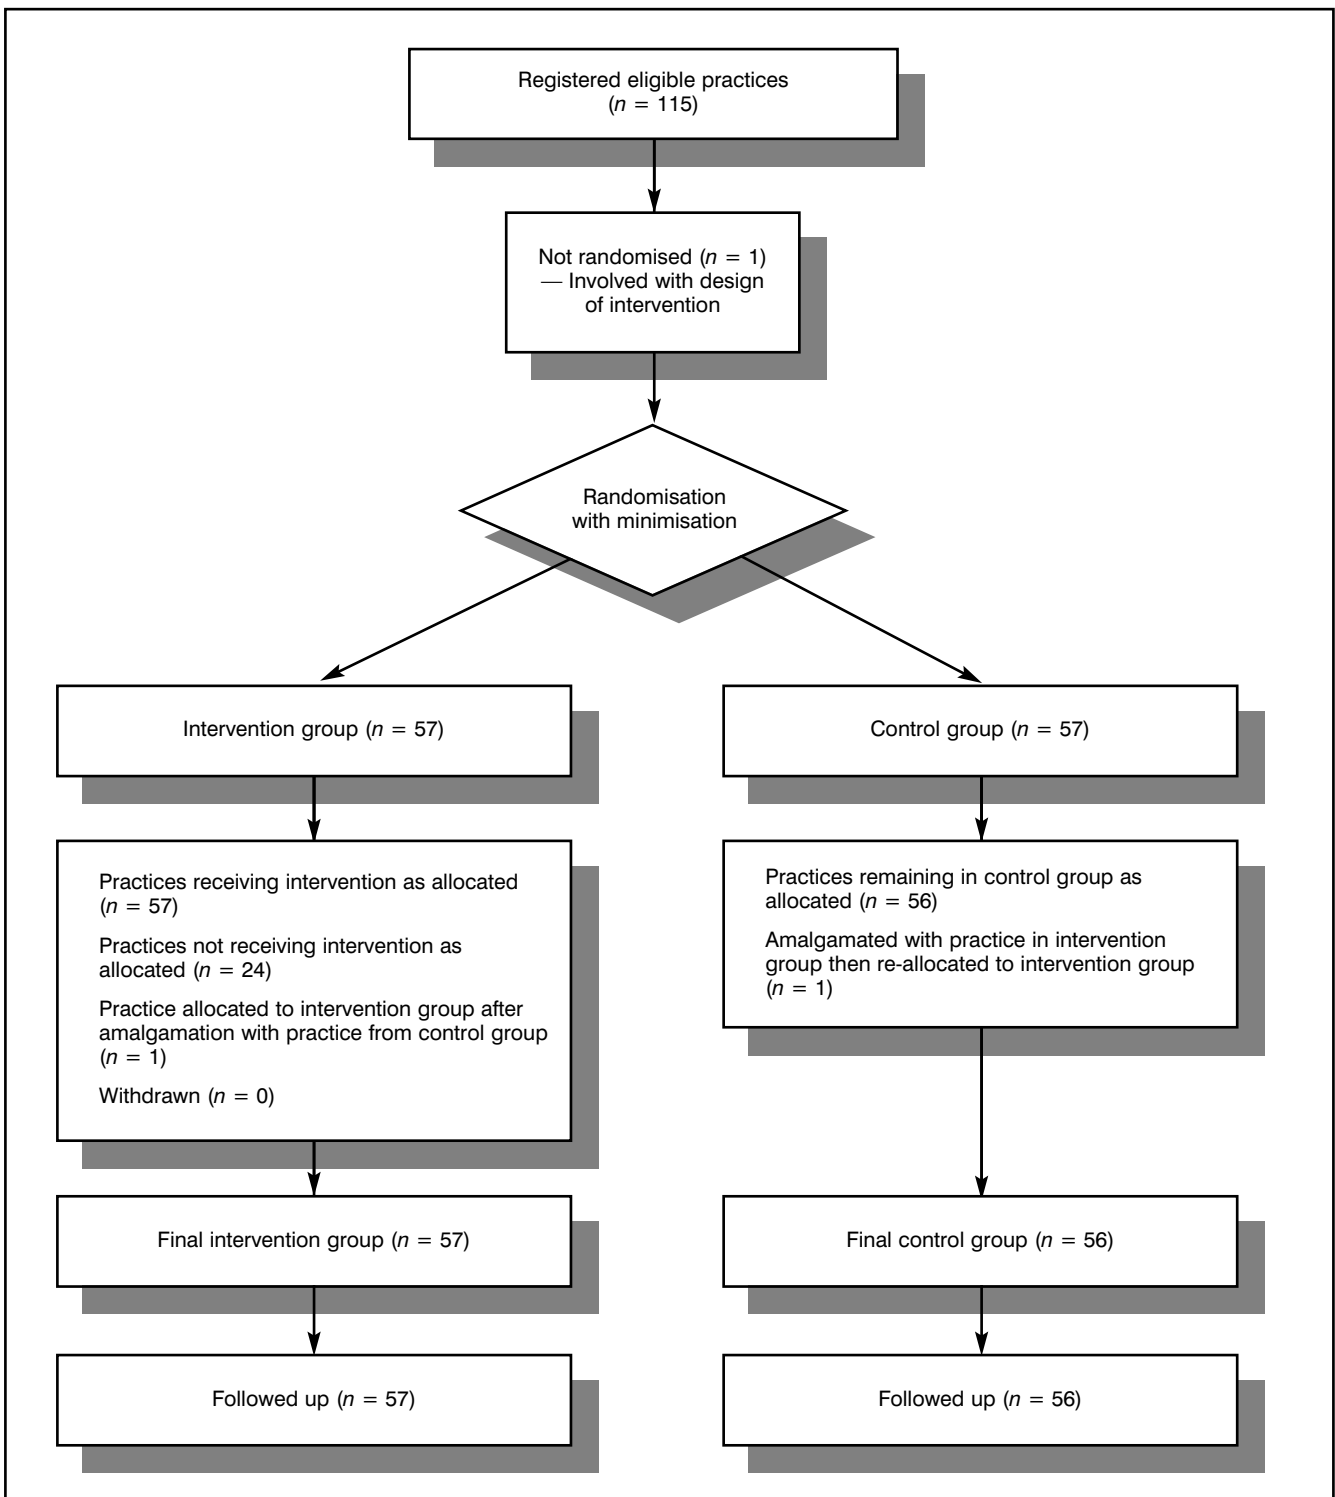 Registered eligible practices
(n = 115)
Not randomised (n = 1)
— Involved with design
of intervention
Randomisation
with minimisation
Intervention group (n = 57)
Control group (n = 57)
Practices receiving intervention as allocated
(n = 57)
Practices not receiving intervention as
allocated (n = 24)
Practice allocated to intervention group after
amalgamation with practice from control group
(n = 1)
Withdrawn (n = 0)
Practices remaining in control group as
allocated (n = 56)
Amalgamated with practice in intervention
group then re-allocated to intervention group
(n = 1)
Final intervention group (n = 57)
Final control group (n = 56)
Followed up (n = 57)
Followed up (n = 56)